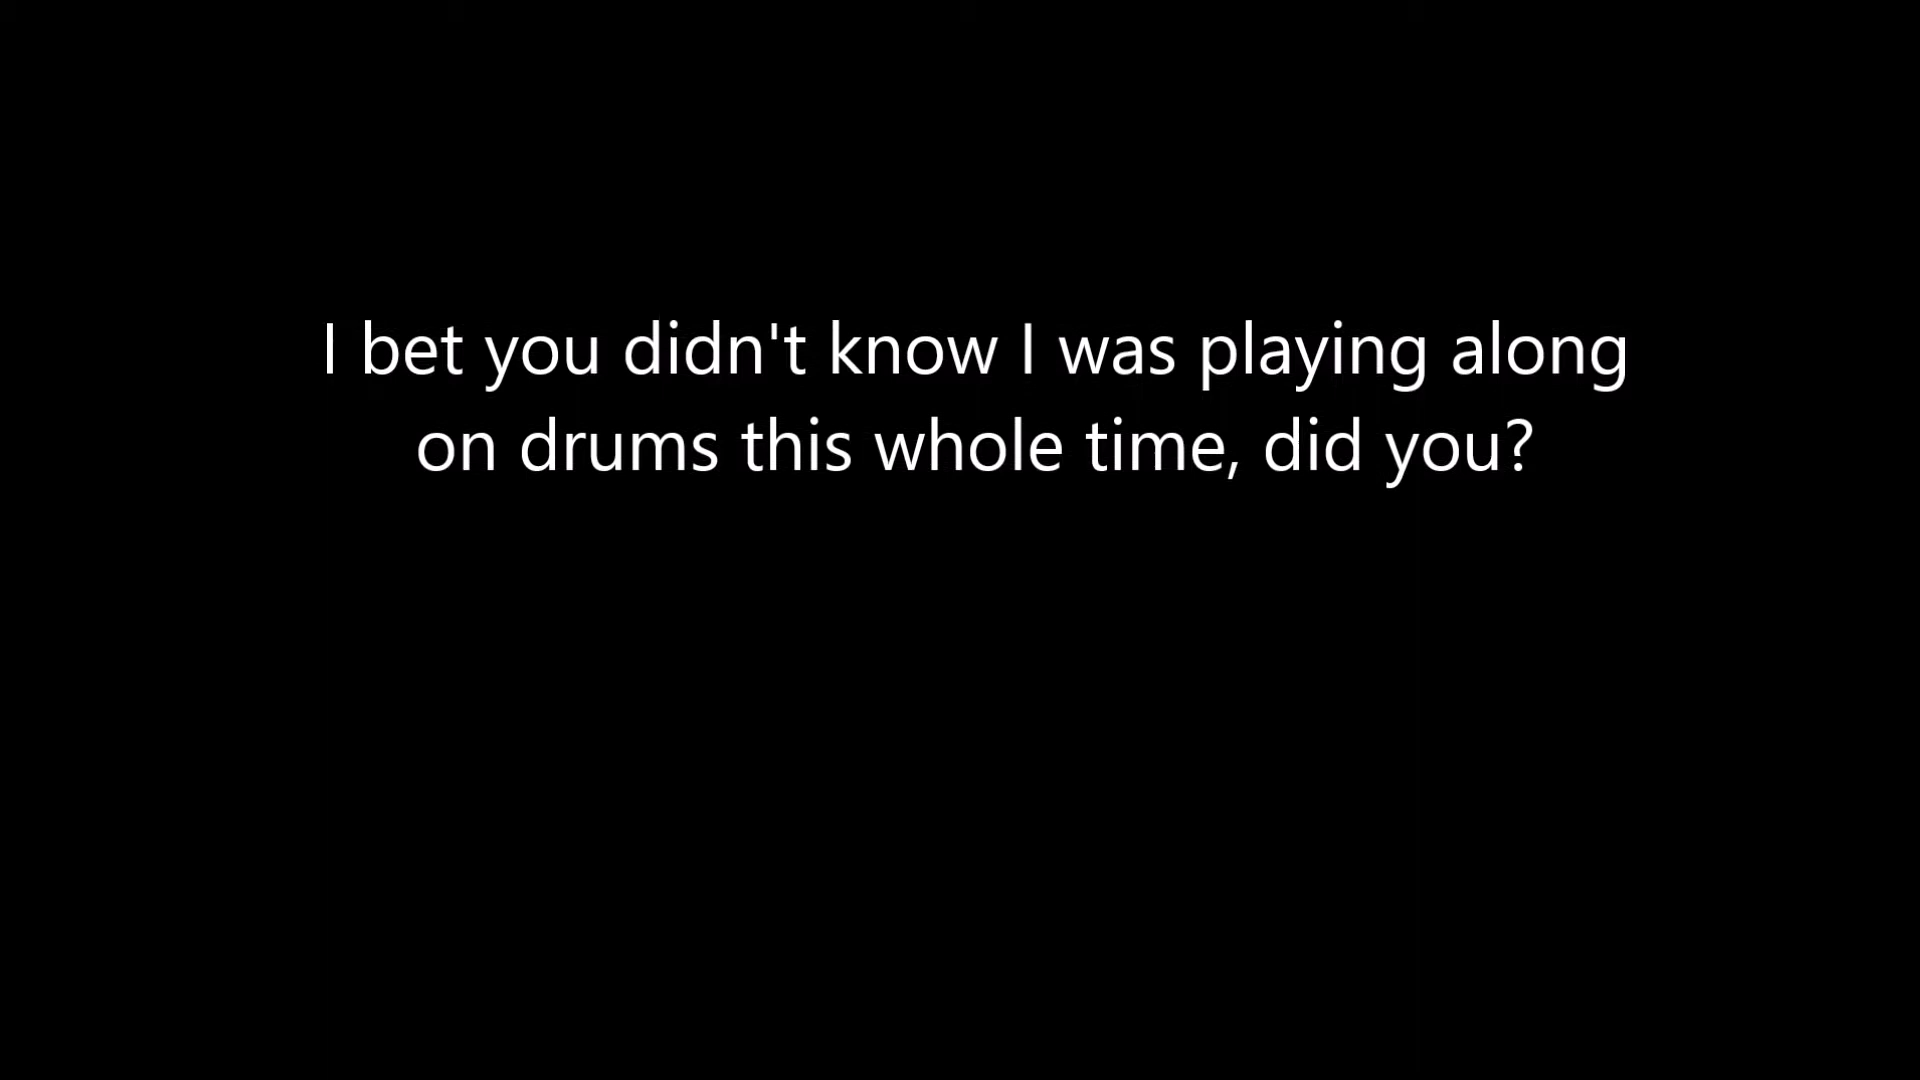 I bet you didn't know I was playing along
on drums this whole time, did you?